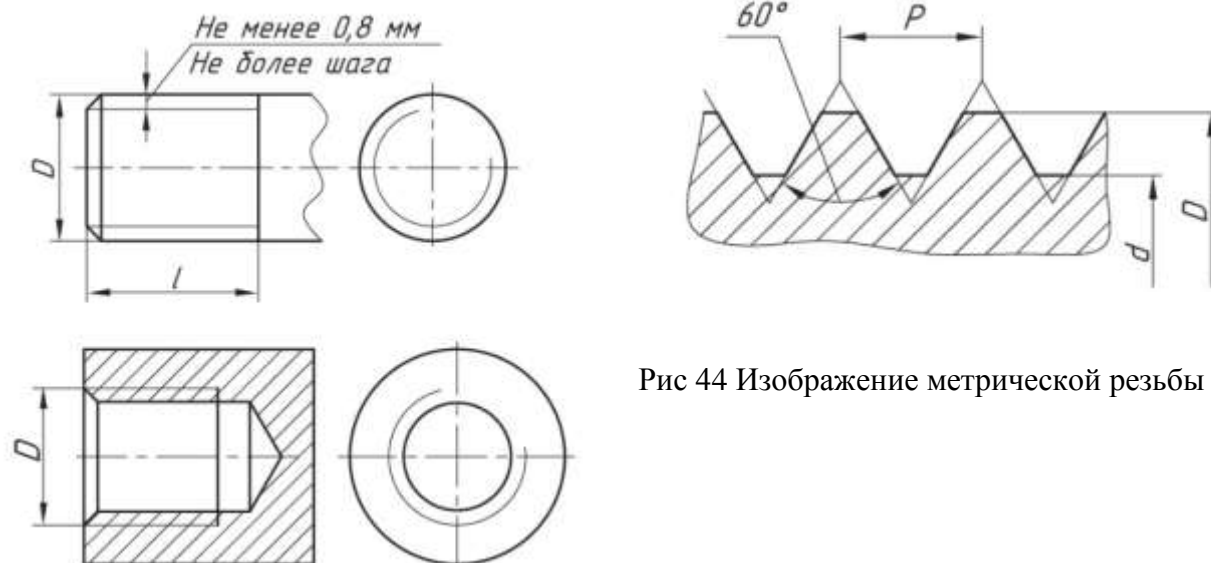 Не менее 0,8 мм
Не более шага
D
l
60°
P
d
D
D
Рис 44 Изображение метрической резьбы